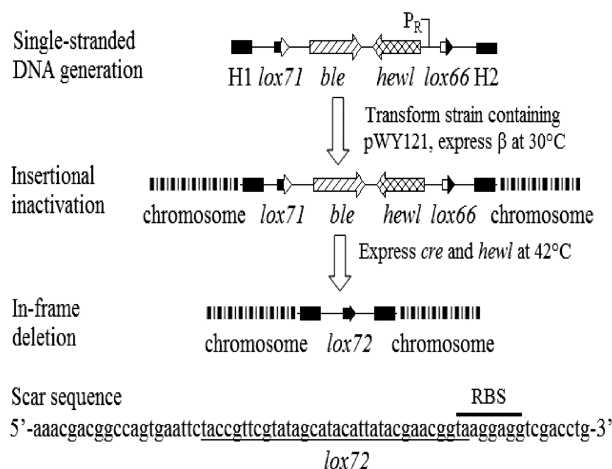 P_R
Single-stranded
DNA generation
H1 lox71 ble hewl lox66 H2
Transform strain containing
pWY121, express β at 30°C
Insertional
inactivation
chromosome lox71 ble hewl lox66 chromosome
Express cre and hewl at 42°C
In-frame
deletion
chromosome lox72 chromosome
Scar sequence
RBS
5’-aaacgacggccagtgaattctaccgttcgtatagcatacattatacgaacggtaaggaggtcgacctg-3’
lox72